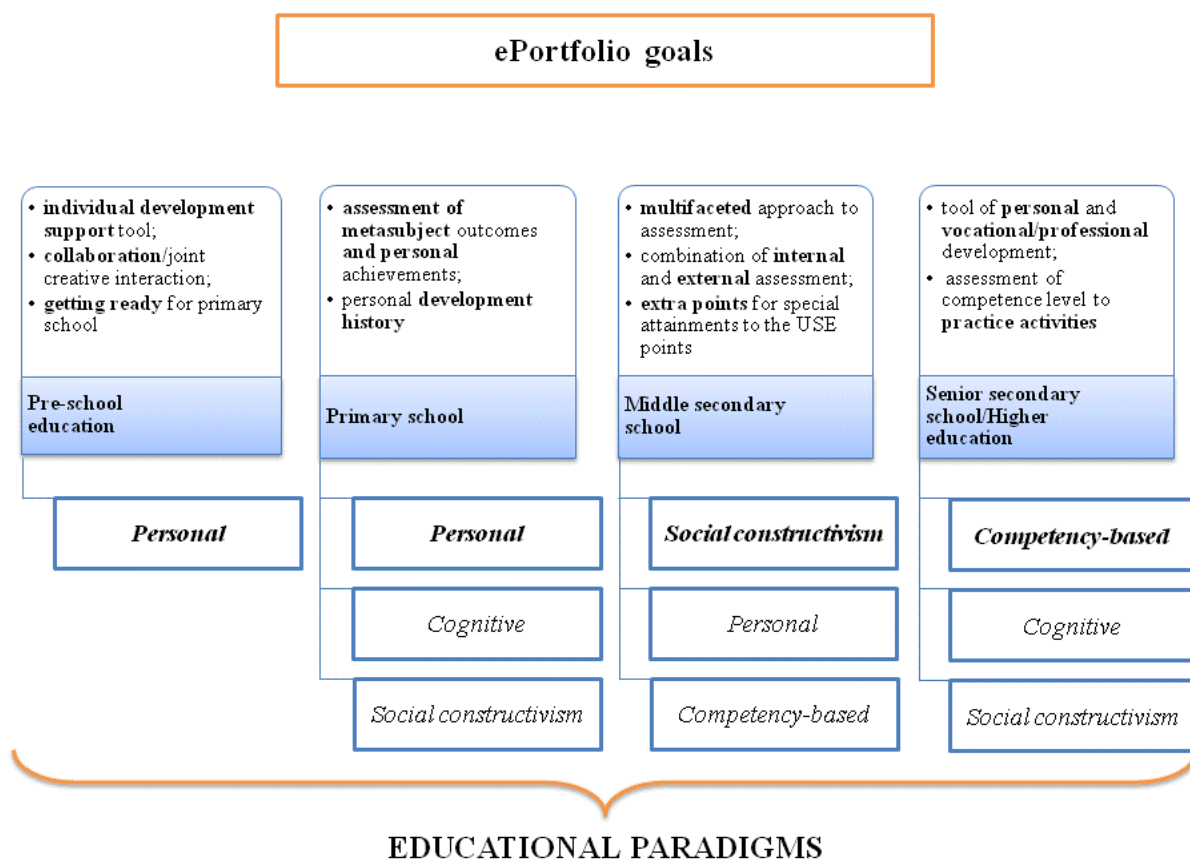 ePortfolio goals
• individual development
support tool;
• collaboration/joint
creative interaction;
• getting ready for primary
school
Pre-school
education
Personal
• assessment of
metasubject outcomes
and personal
achievements;
• personal development
history
Primary school
Personal
Cognitive
Social constructivism
• multifaceted approach to
assessment;
• combination of internal
and external assessment;
• extra points for special
attainments to the USE
points
Middle secondary
school
Social constructivism
Personal
Competency-based
• tool of personal and
vocational/professional
development;
• assessment of
competence level to
practice activities
Senior secondary
school/Higher
education
Competency-based
Cognitive
Social constructivism
EDUCATIONAL PARADIGMS